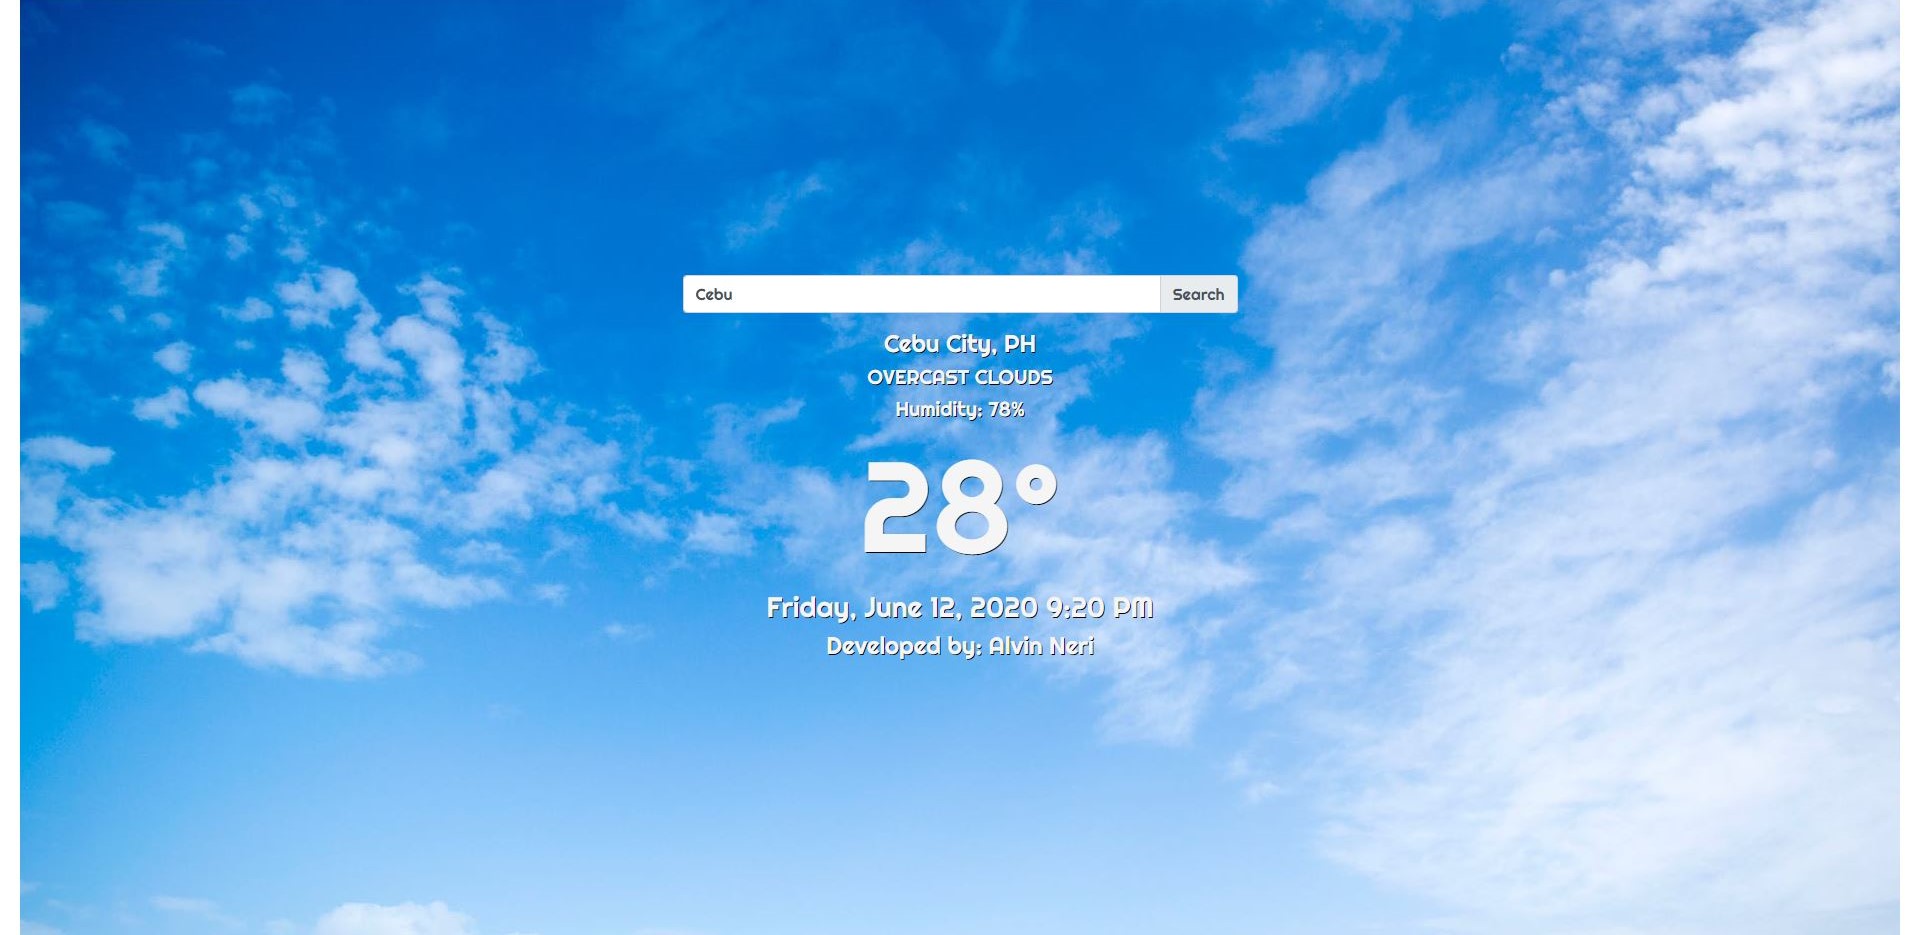 Cebu Search
Cebu City, PH
OVERCAST CLOUDS
Humidity: 78%
28°
Friday, June 12, 2020 9:20 PM
Developed by: Alvin Neri